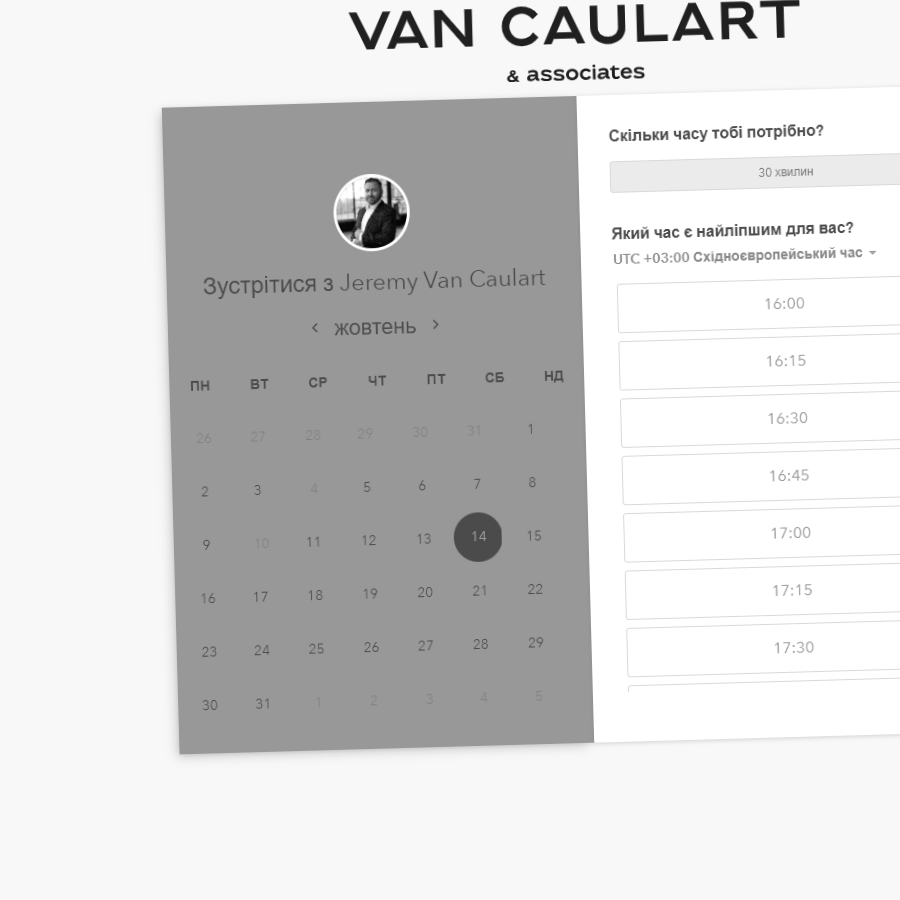 VAN CAULART
& associates
Зустрітися з Jeremy Van Caulart
жовтень
ПН ВТ СР ЧТ ПТ СБ НД
26 27 28 29 30 31 1
2 3 4 5 6 7 8
9 10 11 12 13 14 15
16 17 18 19 20 21 22
23 24 25 26 27 28 29
30 31 1 2 3 4 5
Скільки часу тобі потрібно?
30 хвилин
Який час є найліпшим для вас?
UTC +03:00 Східноєвропейський час
16:00
16:15
16:30
16:45
17:00
17:15
17:30